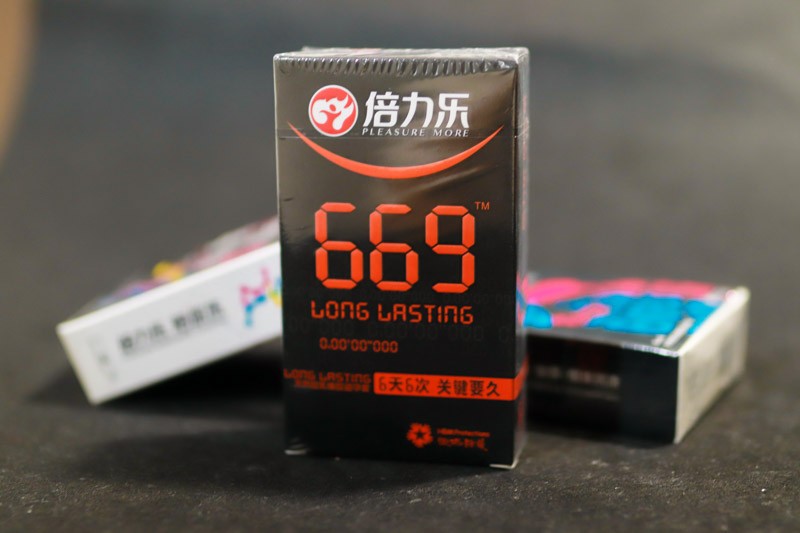 倍力乐
PLEASURE MORE
669™
LONG LASTING
0.00'00"000
LONG LASTING
6天6次 关键要久